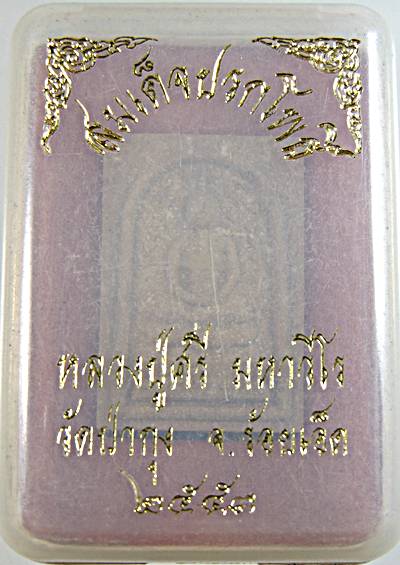 สมเด็จปรกโพธิ์
หลวงปู่ศรี มหาวีโร
วัดป่ากุง จ.ร้อยเอ็ด
๒๕๕๓